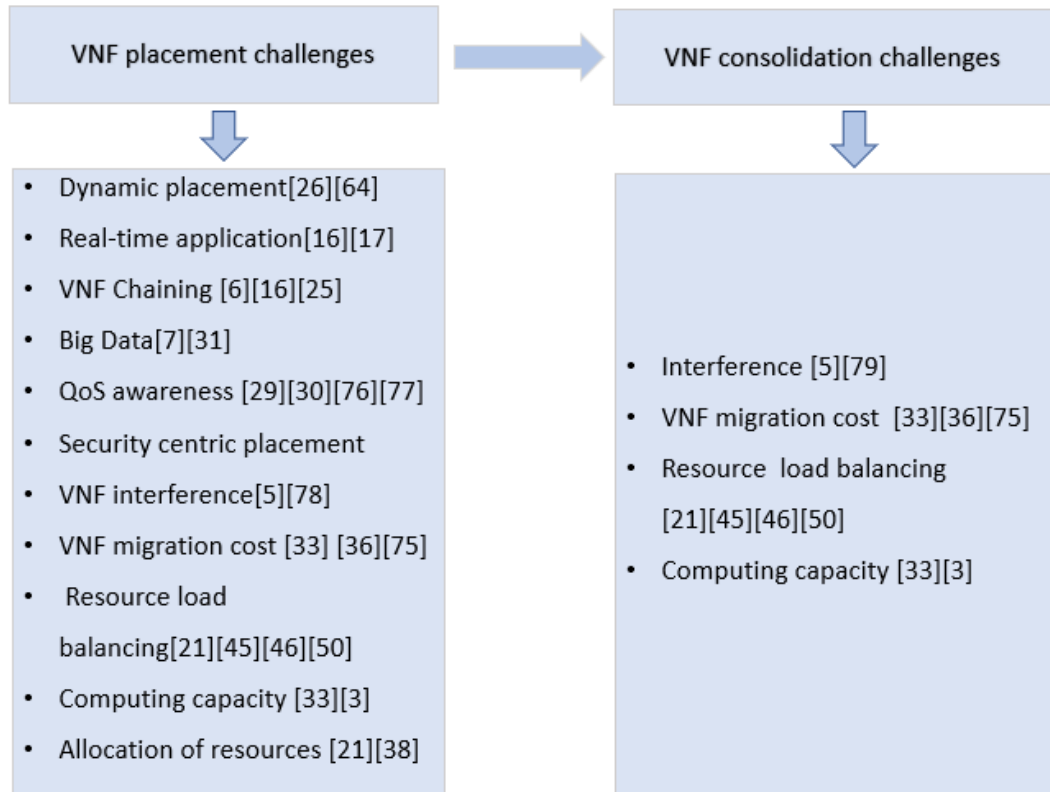 VNF placement challenges
VNF consolidation challenges
• Dynamic placement[26][64]
• Real-time application[16][17]
• VNF Chaining [6][16][25]
• Big Data[7][31]
• QoS awareness [29][30][76][77]
• Security centric placement
• VNF interference[5][78]
• VNF migration cost [33] [36][75]
• Resource load
balancing[21][45][46][50]
• Computing capacity [33][3]
• Allocation of resources [21][38]
• Interference [5][79]
• VNF migration cost [33][36][75]
• Resource load balancing
[21][45][46][50]
• Computing capacity [33][3]